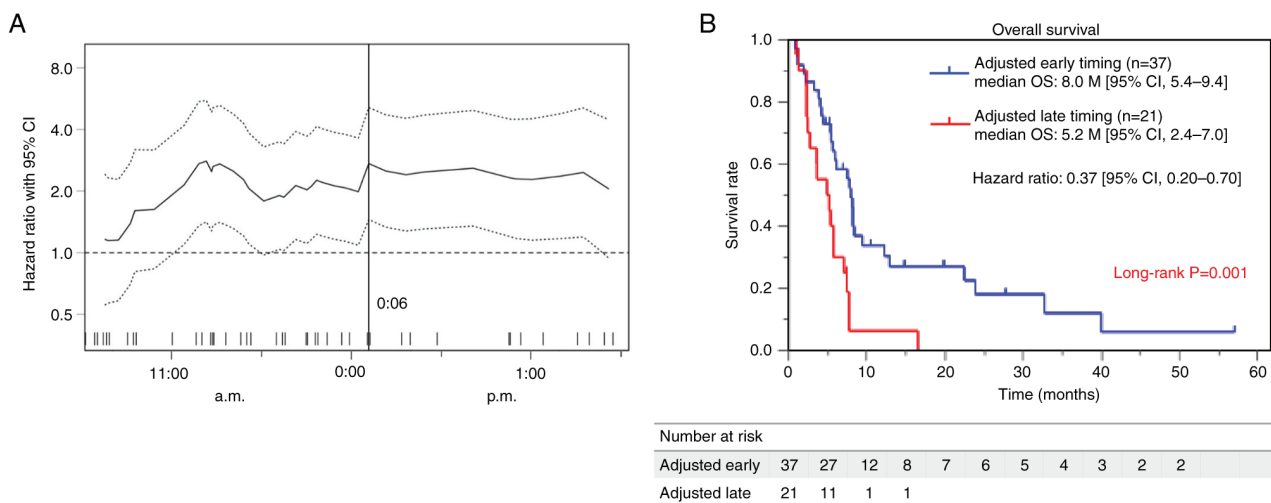 A
Hazard ratio with 95% CI
8.0
4.0
2.0
1.0
0.5
0:06
11:00
0:00
1:00
a.m.
p.m.
B
Overall survival
Survival rate
1.0
0.8
0.6
0.4
0.2
0.0
Adjusted early timing (n=37)
median OS: 8.0 M [95% CI, 5.4–9.4]
Adjusted late timing (n=21)
median OS: 5.2 M [95% CI, 2.4–7.0]
Hazard ratio: 0.37 [95% CI, 0.20–0.70]
Long-rank P=0.001
0 10 20 30 40 50 60
Time (months)
Number at risk
Adjusted early 37 27 12 8 7 6 5 4 3 2 2
Adjusted late 21 11 1 1